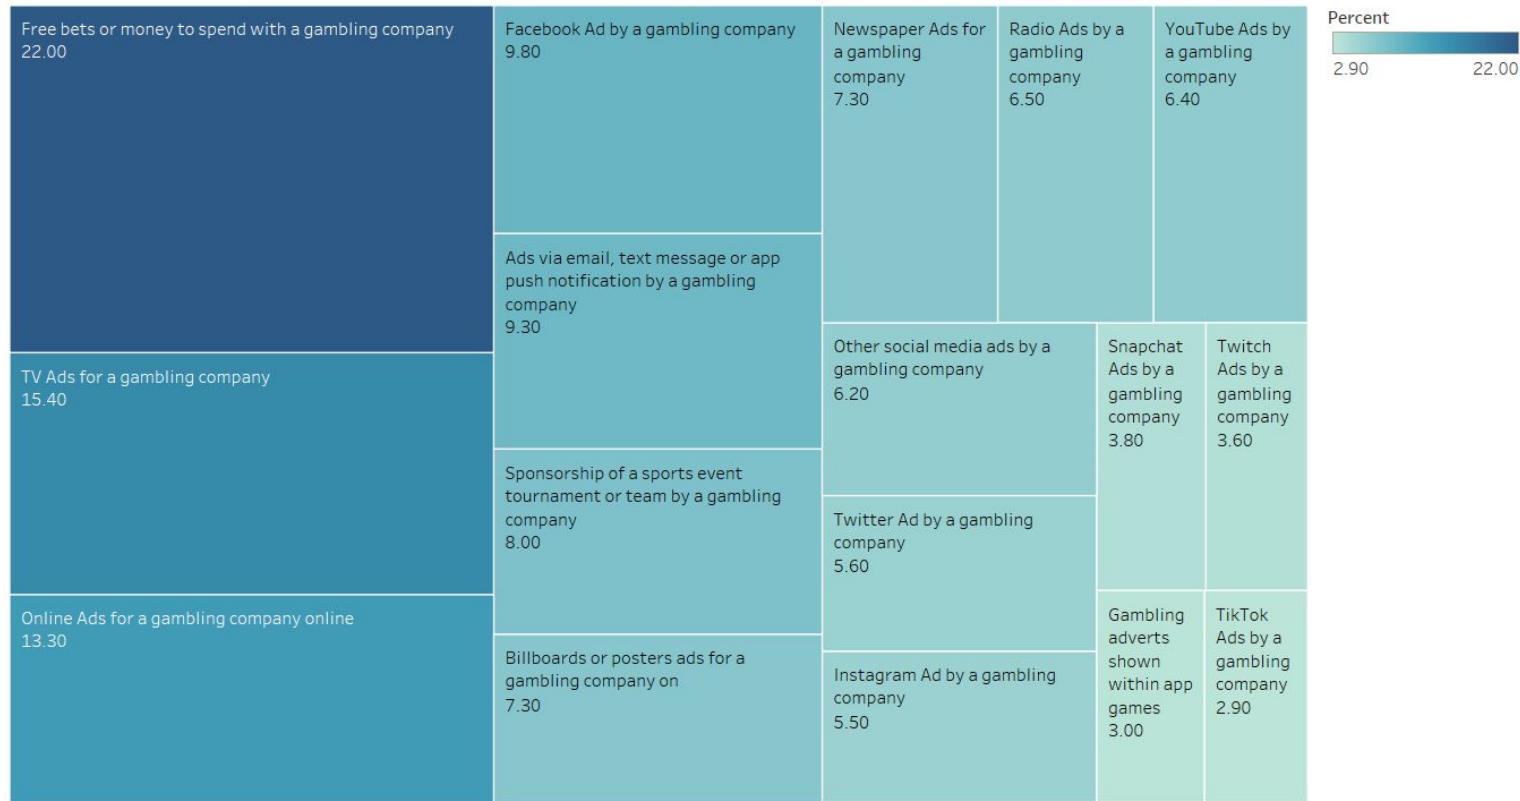 Free bets or money to spend with a gambling company
22.00
TV Ads for a gambling company
15.40
Online Ads for a gambling company online
13.30
Facebook Ad by a gambling company
9.80
Ads via email, text message or app
push notification by a gambling
company
9.30
Sponsorship of a sports event
tournament or team by a gambling
company
8.00
Billboards or posters ads for a
gambling company on
7.30
Newspaper Ads for
a gambling
company
7.30
Radio Ads by a
gambling
company
6.50
YouTube Ads by
a gambling
company
6.40
Other social media ads by a
gambling company
6.20
Twitter Ad by a gambling
company
5.60
Instagram Ad by a gambling
company
5.50
Snapchat
Ads by a
gambling
company
3.80
Twitch
Ads by a
gambling
company
3.60
Gambling
adverts
shown
within app
games
3.00
TikTok
Ads by a
gambling
company
2.90
Percent
2.90 22.00